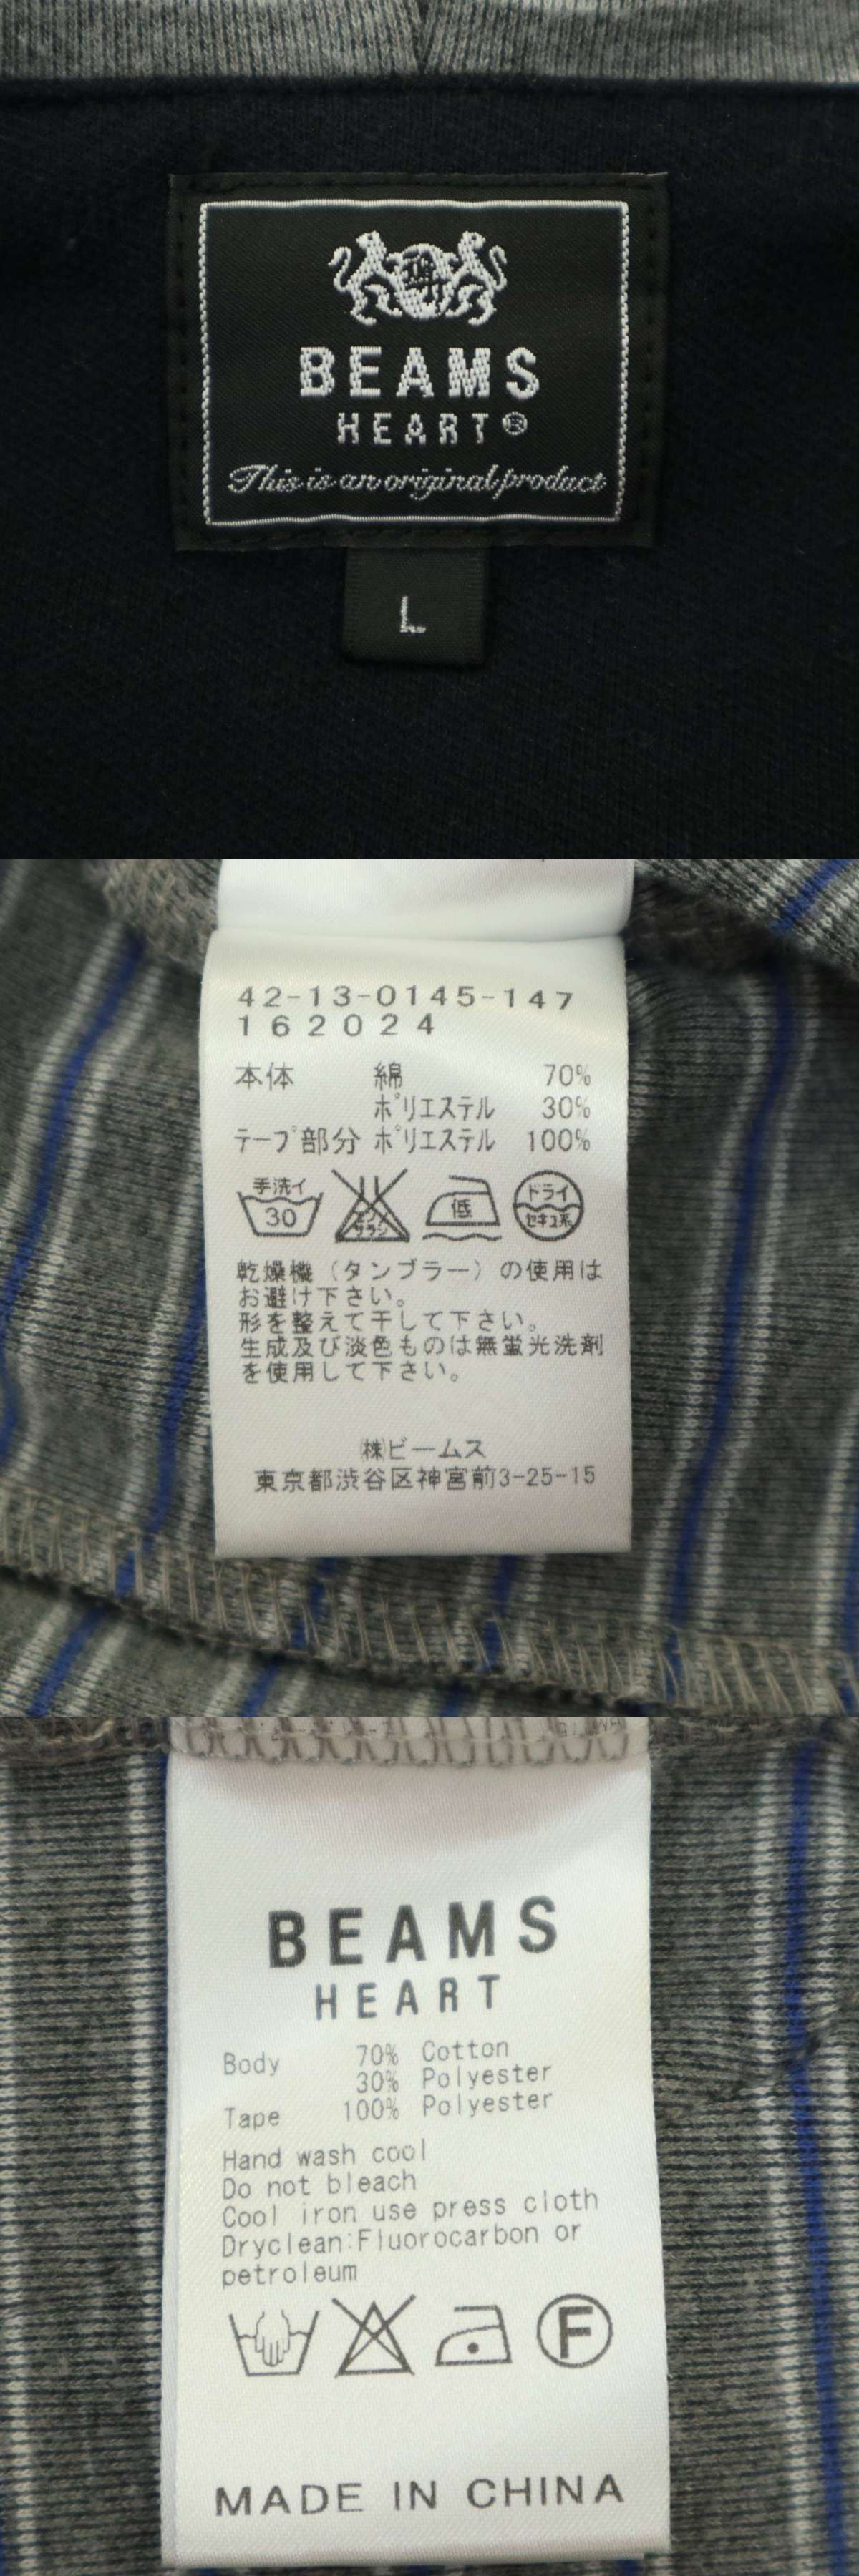 BEAMS
HEART®
This is an original product
L
42-13-0145-147
162024
本体 綿 70%
ポリエステル 30%
テープ部分 ポリエステル 100%
手洗イ 30 エンソ サラシ 低 ドライ セキユ系
乾燥機（タンブラー）の使用は
お避け下さい。
形を整えて干して下さい。
生成及び淡色ものは無蛍光洗剤
を使用して下さい。
㈱ビームス
東京都渋谷区神宮前3-25-15
BEAMS
HEART
Body 70% Cotton
30% Polyester
Tape 100% Polyester
Hand wash cool
Do not bleach
Cool iron use press cloth
Dryclean:Fluorocarbon or
petroleum
F
MADE IN CHINA